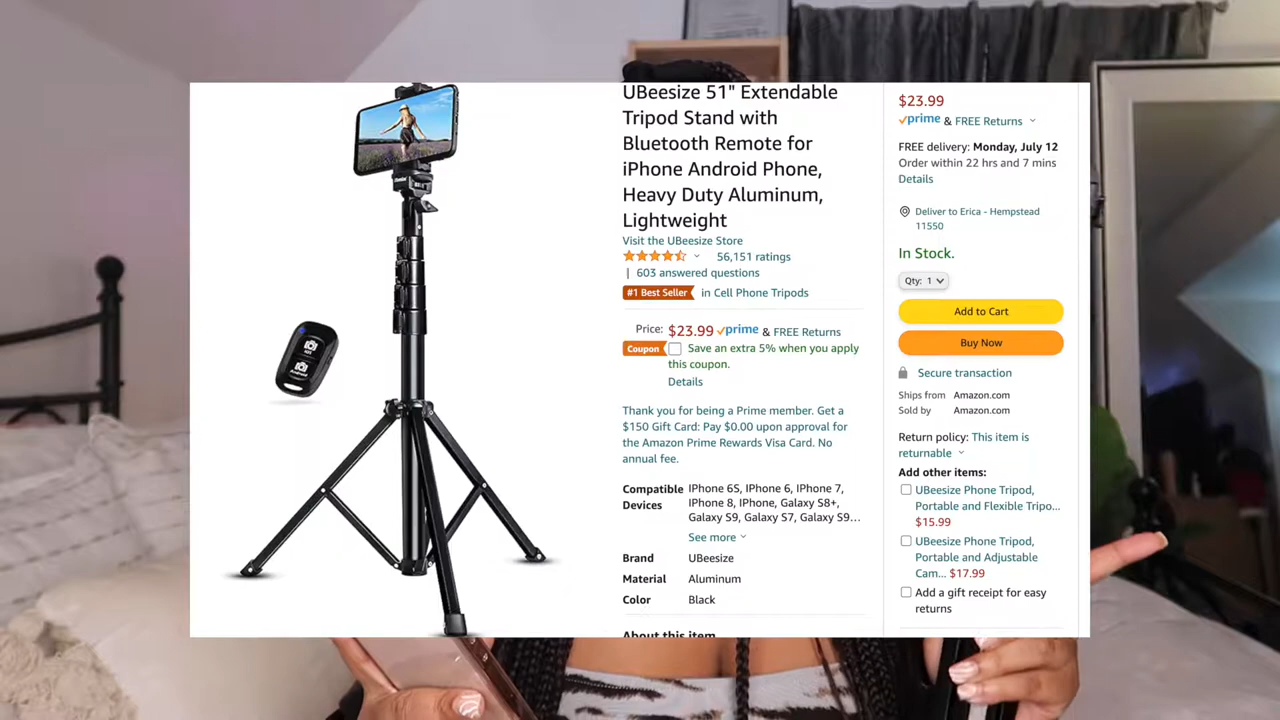 UBeesize 51" Extendable
Tripod Stand with
Bluetooth Remote for
iPhone Android Phone,
Heavy Duty Aluminum,
Lightweight
Visit the UBeesize Store
56,151 ratings
| 603 answered questions
#1 Best Seller in Cell Phone Tripods
Price: $23.99 prime & FREE Returns
Coupon Save an extra 5% when you apply
this coupon.
Details
Thank you for being a Prime member. Get a
$150 Gift Card: Pay $0.00 upon approval for
the Amazon Prime Rewards Visa Card. No
annual fee.
Compatible Devices IPhone 6S, IPhone 6, IPhone 7,
IPhone 8, IPhone, Galaxy S8+,
Galaxy S9, Galaxy S7, Galaxy S9...
See more
Brand UBeesize
Material Aluminum
Color Black
About this item
$23.99
prime & FREE Returns
FREE delivery: Monday, July 12
Order within 22 hrs and 7 mins
Details
Deliver to Erica - Hempstead
11550
In Stock.
Qty: 1
Add to Cart
Buy Now
Secure transaction
Ships from Amazon.com
Sold by Amazon.com
Return policy: This item is
returnable
Add other items:
UBeesize Phone Tripod,
Portable and Flexible Tripo...
$15.99
UBeesize Phone Tripod,
Portable and Adjustable
Cam... $17.99
Add a gift receipt for easy
returns
iOS
Android